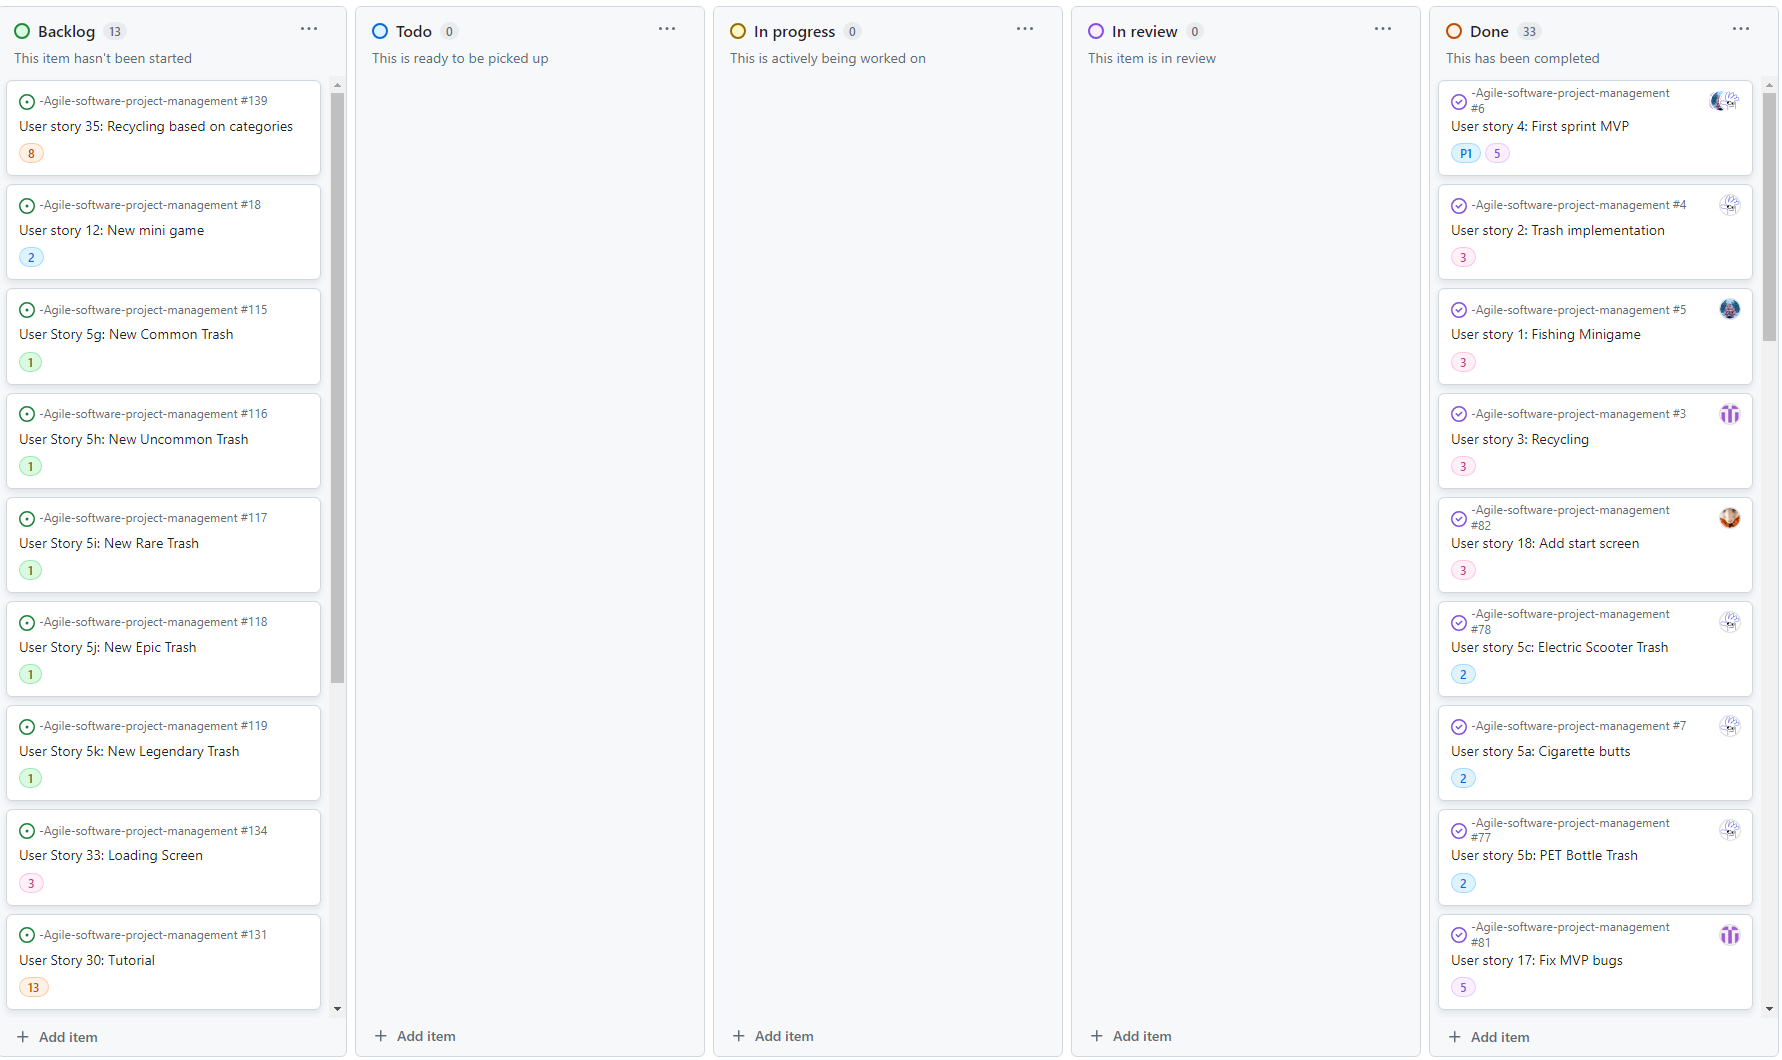 Backlog 13
This item hasn't been started
-Agile-software-project-management #139
User story 35: Recycling based on categories
8
-Agile-software-project-management #18
User story 12: New mini game
2
-Agile-software-project-management #115
User Story 5g: New Common Trash
1
-Agile-software-project-management #116
User Story 5h: New Uncommon Trash
1
-Agile-software-project-management #117
User Story 5i: New Rare Trash
1
-Agile-software-project-management #118
User Story 5j: New Epic Trash
1
-Agile-software-project-management #119
User Story 5k: New Legendary Trash
1
-Agile-software-project-management #134
User Story 33: Loading Screen
3
-Agile-software-project-management #131
User Story 30: Tutorial
13
+ Add item
Todo 0
This is ready to be picked up
+ Add item
In progress 0
This is actively being worked on
+ Add item
In review 0
This item is in review
+ Add item
Done 33
This has been completed
-Agile-software-project-management
#6
User story 4: First sprint MVP
P1 5
-Agile-software-project-management #4
User story 2: Trash implementation
3
-Agile-software-project-management #5
User story 1: Fishing Minigame
3
-Agile-software-project-management #3
User story 3: Recycling
3
-Agile-software-project-management
#82
User story 18: Add start screen
3
-Agile-software-project-management
#78
User story 5c: Electric Scooter Trash
2
-Agile-software-project-management #7
User story 5a: Cigarette butts
2
-Agile-software-project-management
#77
User story 5b: PET Bottle Trash
2
-Agile-software-project-management
#81
User story 17: Fix MVP bugs
5
+ Add item